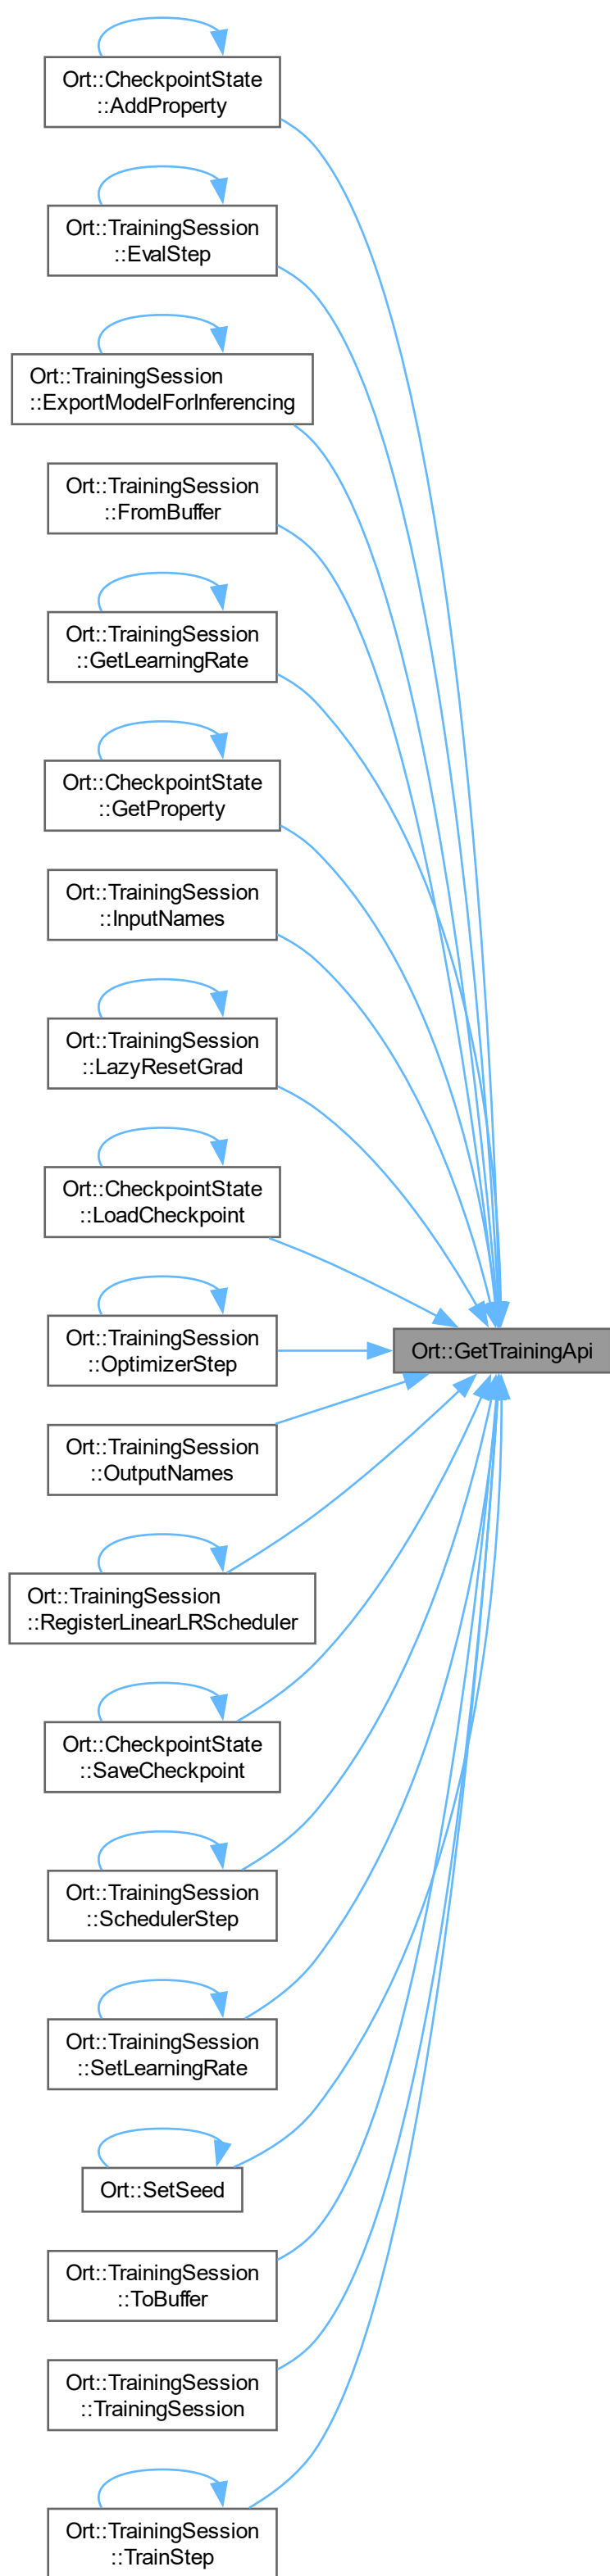 Ort::CheckpointState
::AddProperty
Ort::TrainingSession
::EvalStep
Ort::TrainingSession
::ExportModelForInferencing
Ort::TrainingSession
::FromBuffer
Ort::TrainingSession
::GetLearningRate
Ort::CheckpointState
::GetProperty
Ort::TrainingSession
::InputNames
Ort::TrainingSession
::LazyResetGrad
Ort::CheckpointState
::LoadCheckpoint
Ort::TrainingSession
::OptimizerStep
Ort::GetTrainingApi
Ort::TrainingSession
::OutputNames
Ort::TrainingSession
::RegisterLinearLRScheduler
Ort::CheckpointState
::SaveCheckpoint
Ort::TrainingSession
::SchedulerStep
Ort::TrainingSession
::SetLearningRate
Ort::SetSeed
Ort::TrainingSession
::ToBuffer
Ort::TrainingSession
::TrainingSession
Ort::TrainingSession
::TrainStep